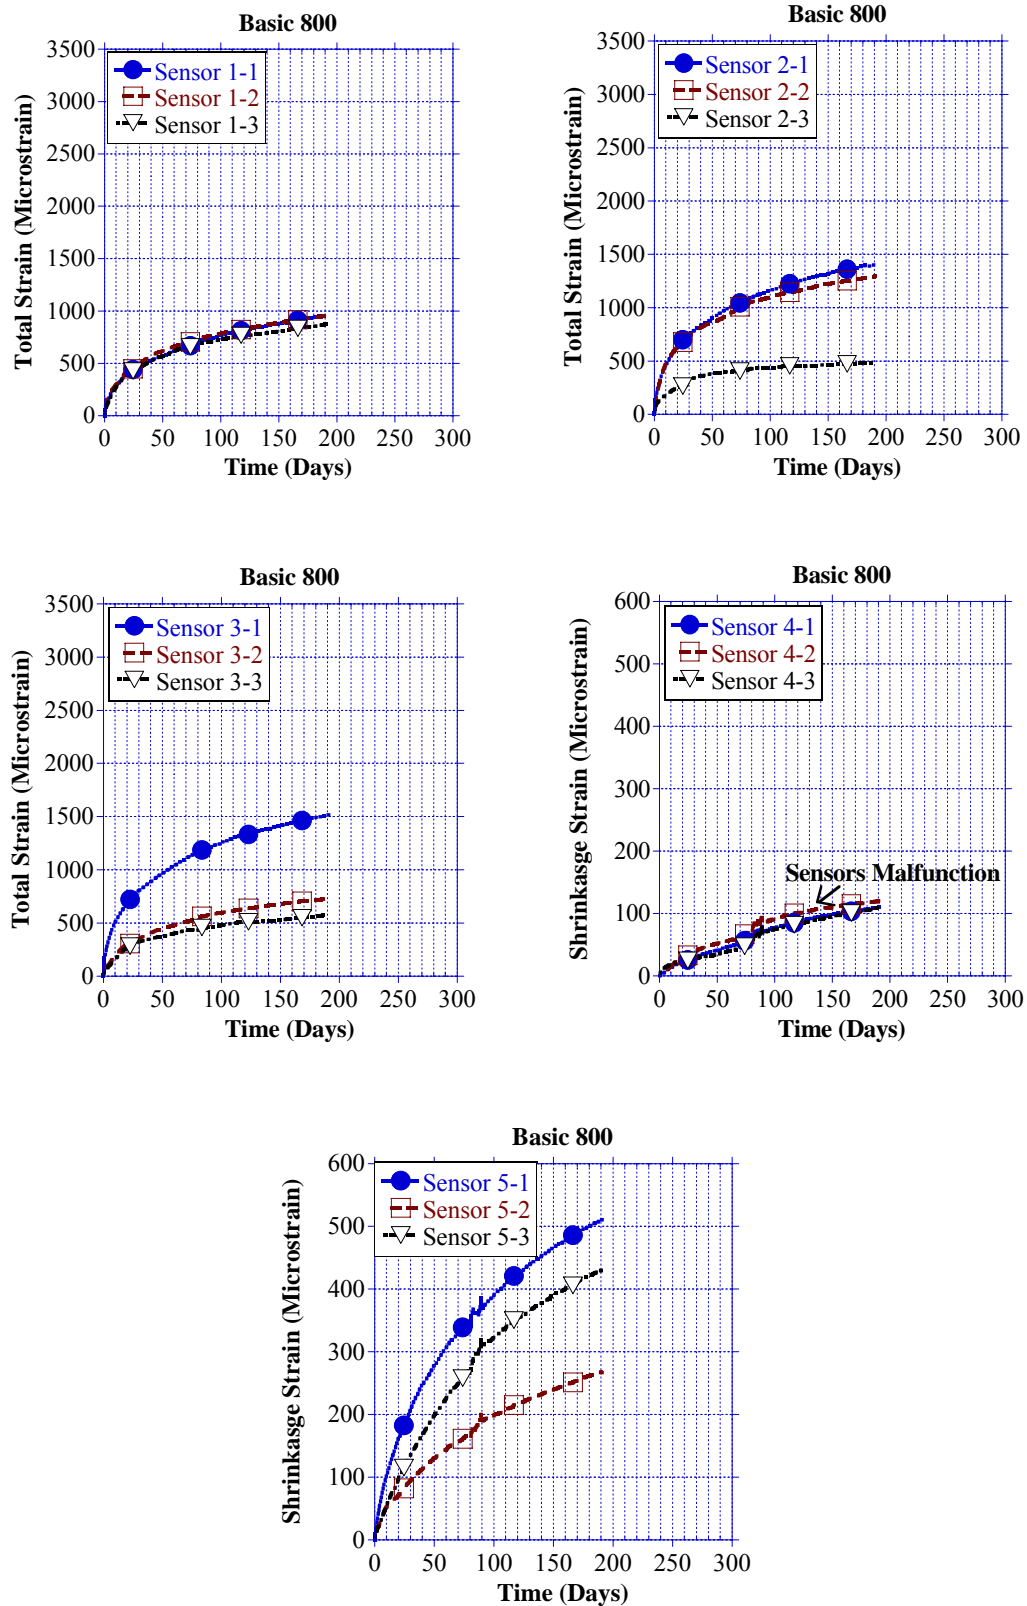 Basic 800
3500
3000
2500
2000
1500
1000
500
0
Total Strain (Microstrain)
Sensor 1-1
Sensor 1-2
Sensor 1-3
0 50 100 150 200 250 300
Time (Days)
Basic 800
3500
3000
2500
2000
1500
1000
500
0
Total Strain (Microstrain)
Sensor 2-1
Sensor 2-2
Sensor 2-3
0 50 100 150 200 250 300
Time (Days)
Basic 800
3500
3000
2500
2000
1500
1000
500
0
Total Strain (Microstrain)
Sensor 3-1
Sensor 3-2
Sensor 3-3
0 50 100 150 200 250 300
Time (Days)
Basic 800
600
500
400
300
200
100
0
Shrinkasge Strain (Microstrain)
Sensor 4-1
Sensor 4-2
Sensor 4-3
Sensors Malfunction
0 50 100 150 200 250 300
Time (Days)
Basic 800
600
500
400
300
200
100
0
Shrinkasge Strain (Microstrain)
Sensor 5-1
Sensor 5-2
Sensor 5-3
0 50 100 150 200 250 300
Time (Days)